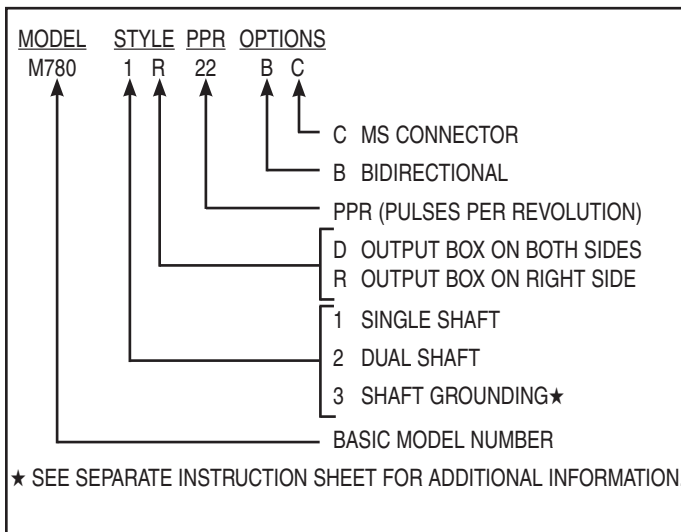 MODEL STYLE PPR OPTIONS
M780 1 R 22 B C
C MS CONNECTOR
B BIDIRECTIONAL
PPR (PULSES PER REVOLUTION)
D OUTPUT BOX ON BOTH SIDES
R OUTPUT BOX ON RIGHT SIDE
1 SINGLE SHAFT
2 DUAL SHAFT
3 SHAFT GROUNDING★
BASIC MODEL NUMBER
★ SEE SEPARATE INSTRUCTION SHEET FOR ADDITIONAL INFORMATION.